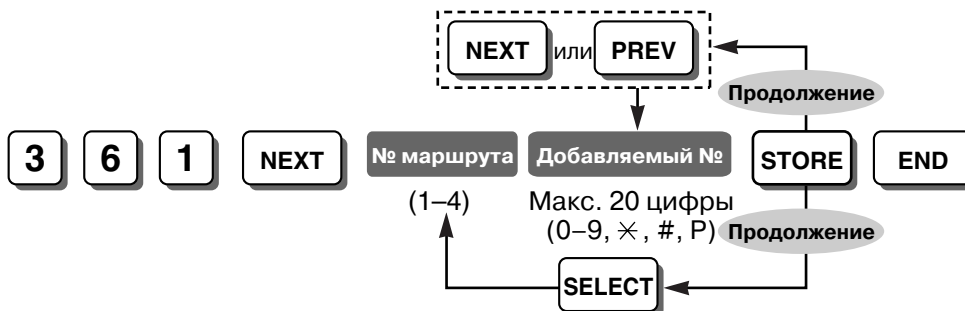 NEXT или PREV
Продолжение
3 6 1 NEXT № маршрута Добавляемый № STORE END
(1–4) Макс. 20 цифры
(0–9, ✳, #, P) Продолжение
SELECT